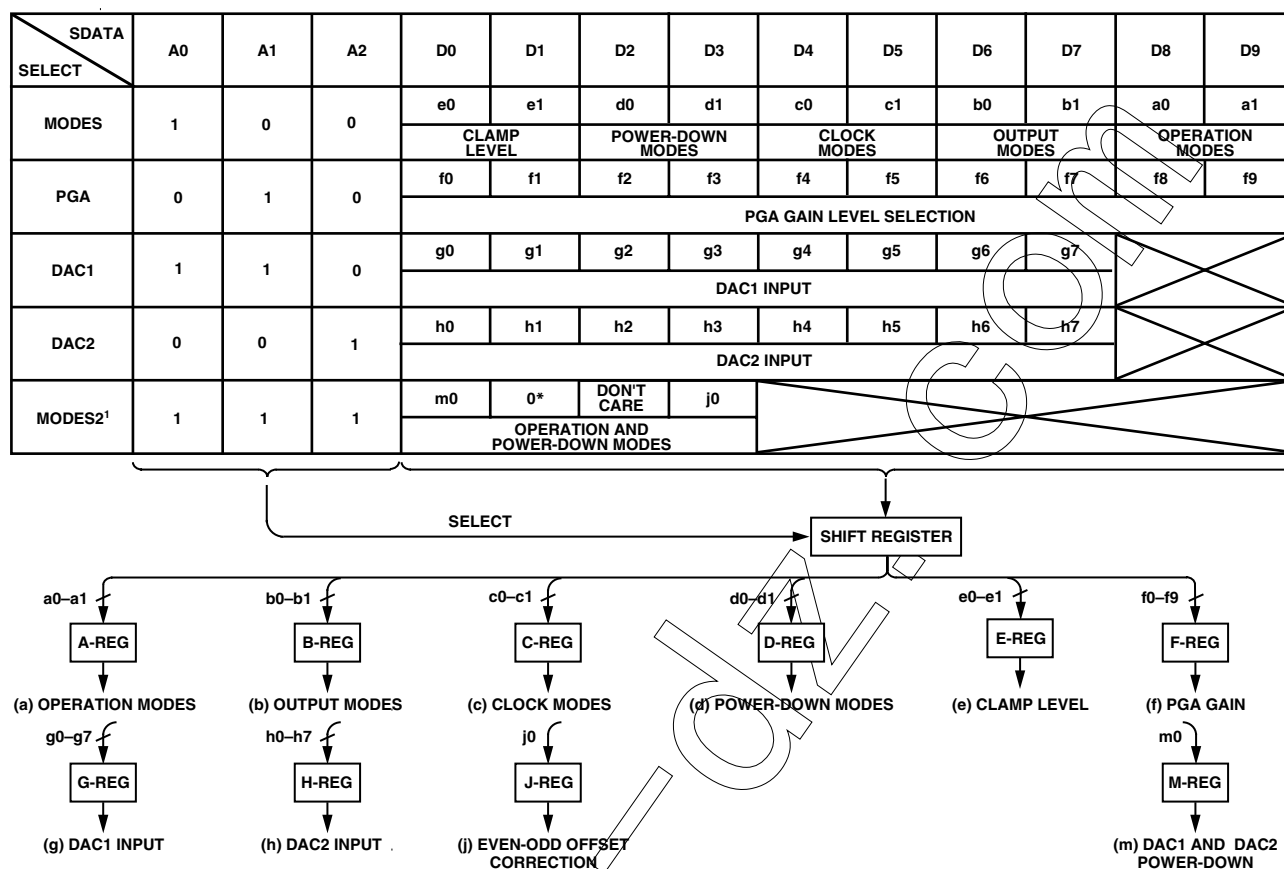 SDATA
SELECT
A0 A1 A2 D0 D1 D2 D3 D4 D5 D6 D7 D8 D9
MODES 1 0 0 e0 e1 d0 d1 c0 c1 b0 b1 a0 a1
CLAMP LEVEL POWER-DOWN MODES CLOCK MODES OUTPUT MODES OPERATION MODES
PGA 0 1 0 f0 f1 f2 f3 f4 f5 f6 f7 f8 f9
PGA GAIN LEVEL SELECTION
DAC1 1 1 0 g0 g1 g2 g3 g4 g5 g6 g7
DAC1 INPUT
DAC2 0 0 1 h0 h1 h2 h3 h4 h5 h6 h7
DAC2 INPUT
MODES2¹ 1 1 1 m0 0* DON'T CARE j0
OPERATION AND
POWER-DOWN MODES
SELECT
SHIFT REGISTER
a0–a1 b0–b1 c0–c1 d0–d1 e0–e1 f0–f9
A-REG B-REG C-REG D-REG E-REG F-REG
(a) OPERATION MODES (b) OUTPUT MODES (c) CLOCK MODES (d) POWER-DOWN MODES (e) CLAMP LEVEL (f) PGA GAIN
g0–g7 h0–h7 j0 m0
G-REG H-REG J-REG M-REG
(g) DAC1 INPUT (h) DAC2 INPUT (j) EVEN-ODD OFFSET CORRECTION (m) DAC1 AND DAC2 POWER-DOWN